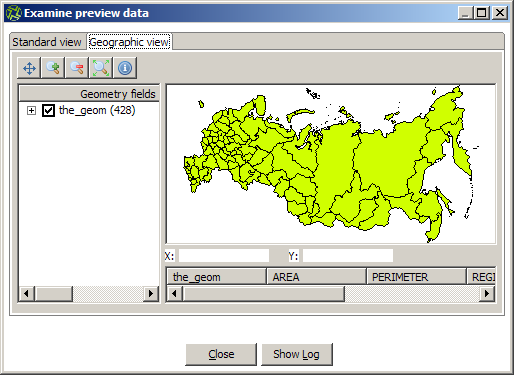 Examine preview data
Standard view Geographic view
Geometry fields
the_geom (428)
X: Y:
the_geom AREA PERIMETER REGI
Close Show Log